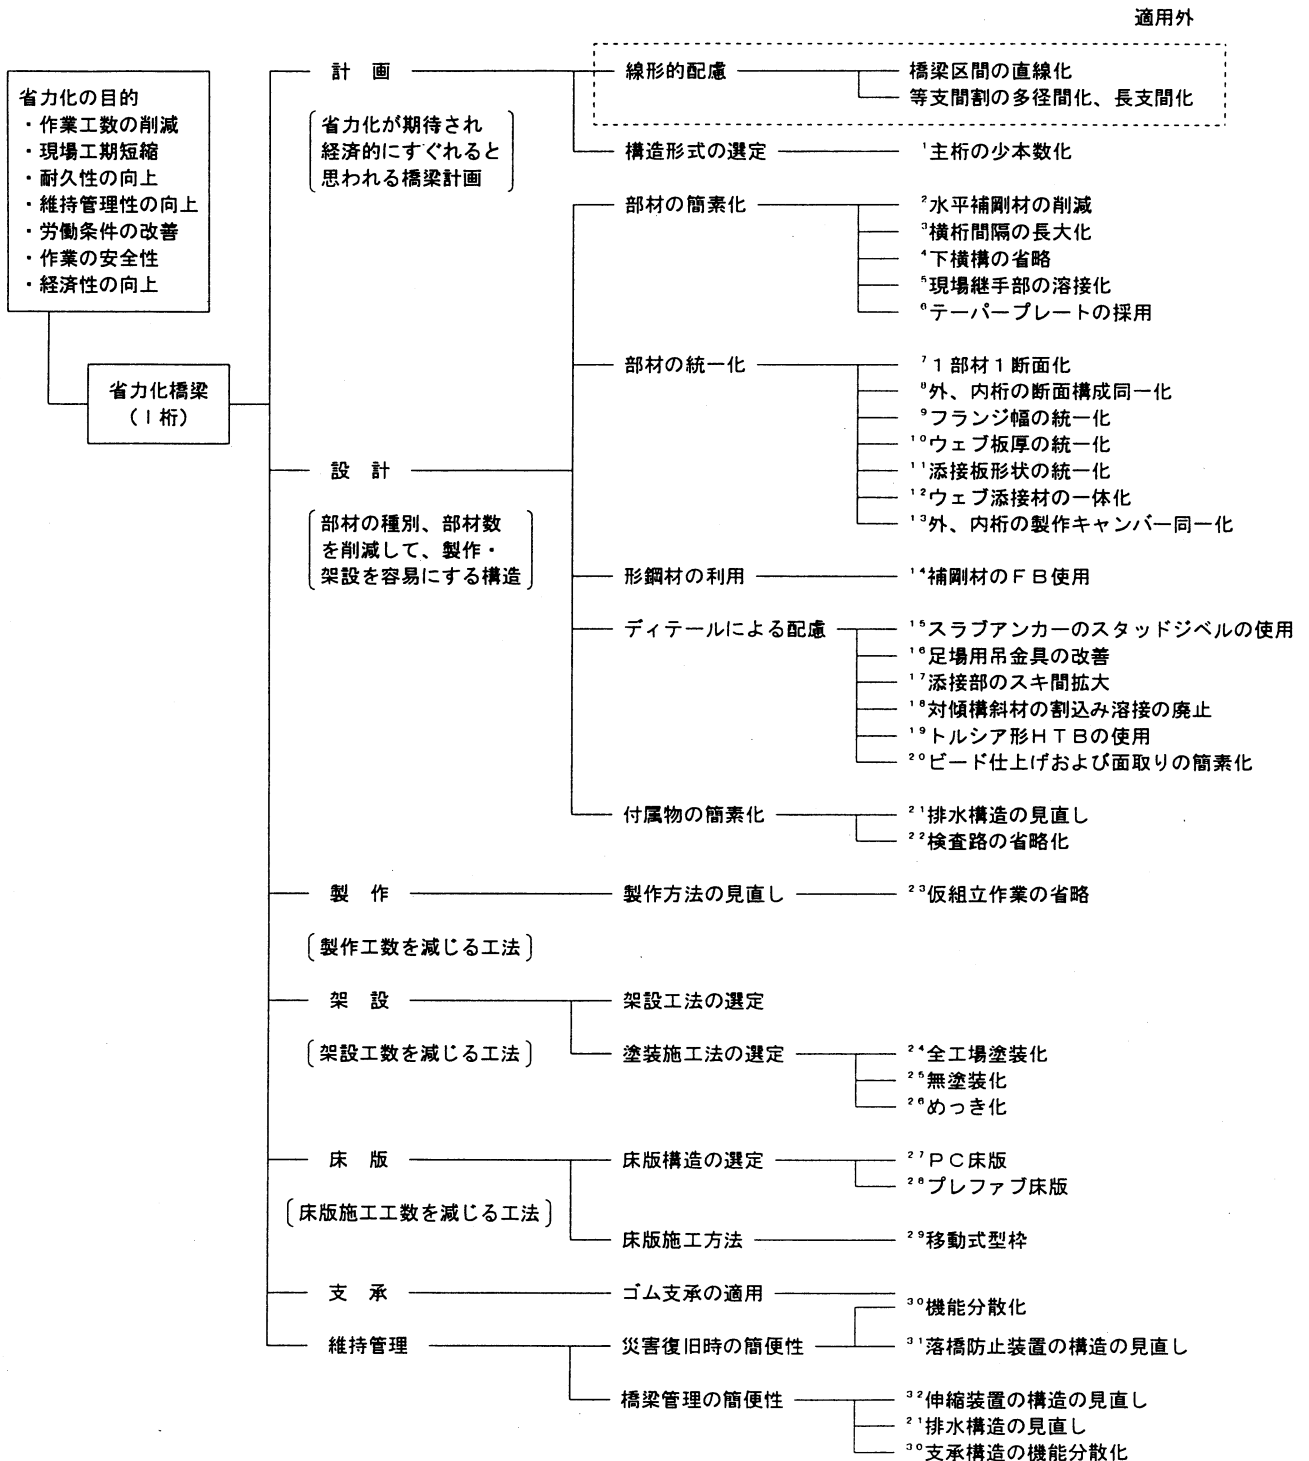 適用外
省力化の目的
・作業工数の削減
・現場工期短縮
・耐久性の向上
・維持管理性の向上
・労働条件の改善
・作業の安全性
・経済性の向上
省力化橋梁
(I桁)
計 画
省力化が期待され
経済的にすぐれると
思われる橋梁計画
線形的配慮
橋梁区間の直線化
等支間割の多径間化、長支間化
構造形式の選定
¹主桁の少本数化
設 計
部材の種別、部材数
を削減して、製作・
架設を容易にする構造
部材の簡素化
²水平補剛材の削減
³横桁間隔の長大化
⁴下横構の省略
⁵現場継手部の溶接化
⁶テーパープレートの採用
部材の統一化
⁷1部材1断面化
⁸外、内桁の断面構成同一化
⁹フランジ幅の統一化
¹⁰ウェブ板厚の統一化
¹¹添接板形状の統一化
¹²ウェブ添接材の一体化
¹³外、内桁の製作キャンバー同一化
形鋼材の利用
¹⁴補剛材のFB使用
ディテールによる配慮
¹⁵スラブアンカーのスタッドジベルの使用
¹⁶足場用吊金具の改善
¹⁷添接部のスキ間拡大
¹⁸対傾構斜材の割込み溶接の廃止
¹⁹トルシア形HTBの使用
²⁰ビード仕上げおよび面取りの簡素化
付属物の簡素化
²¹排水構造の見直し
²²検査路の省略化
製 作
[製作工数を減じる工法]
製作方法の見直し
²³仮組立作業の省略
架 設
[架設工数を減じる工法]
架設工法の選定
塗装施工法の選定
²⁴全工場塗装化
²⁵無塗装化
²⁶めっき化
床 版
[床版施工工数を減じる工法]
床版構造の選定
²⁷PC床版
²⁸プレファブ床版
床版施工方法
²⁹移動式型枠
支 承
ゴム支承の適用
³⁰機能分散化
維持管理
災害復旧時の簡便性
³¹落橋防止装置の構造の見直し
橋梁管理の簡便性
³²伸縮装置の構造の見直し
²¹排水構造の見直し
³⁰支承構造の機能分散化